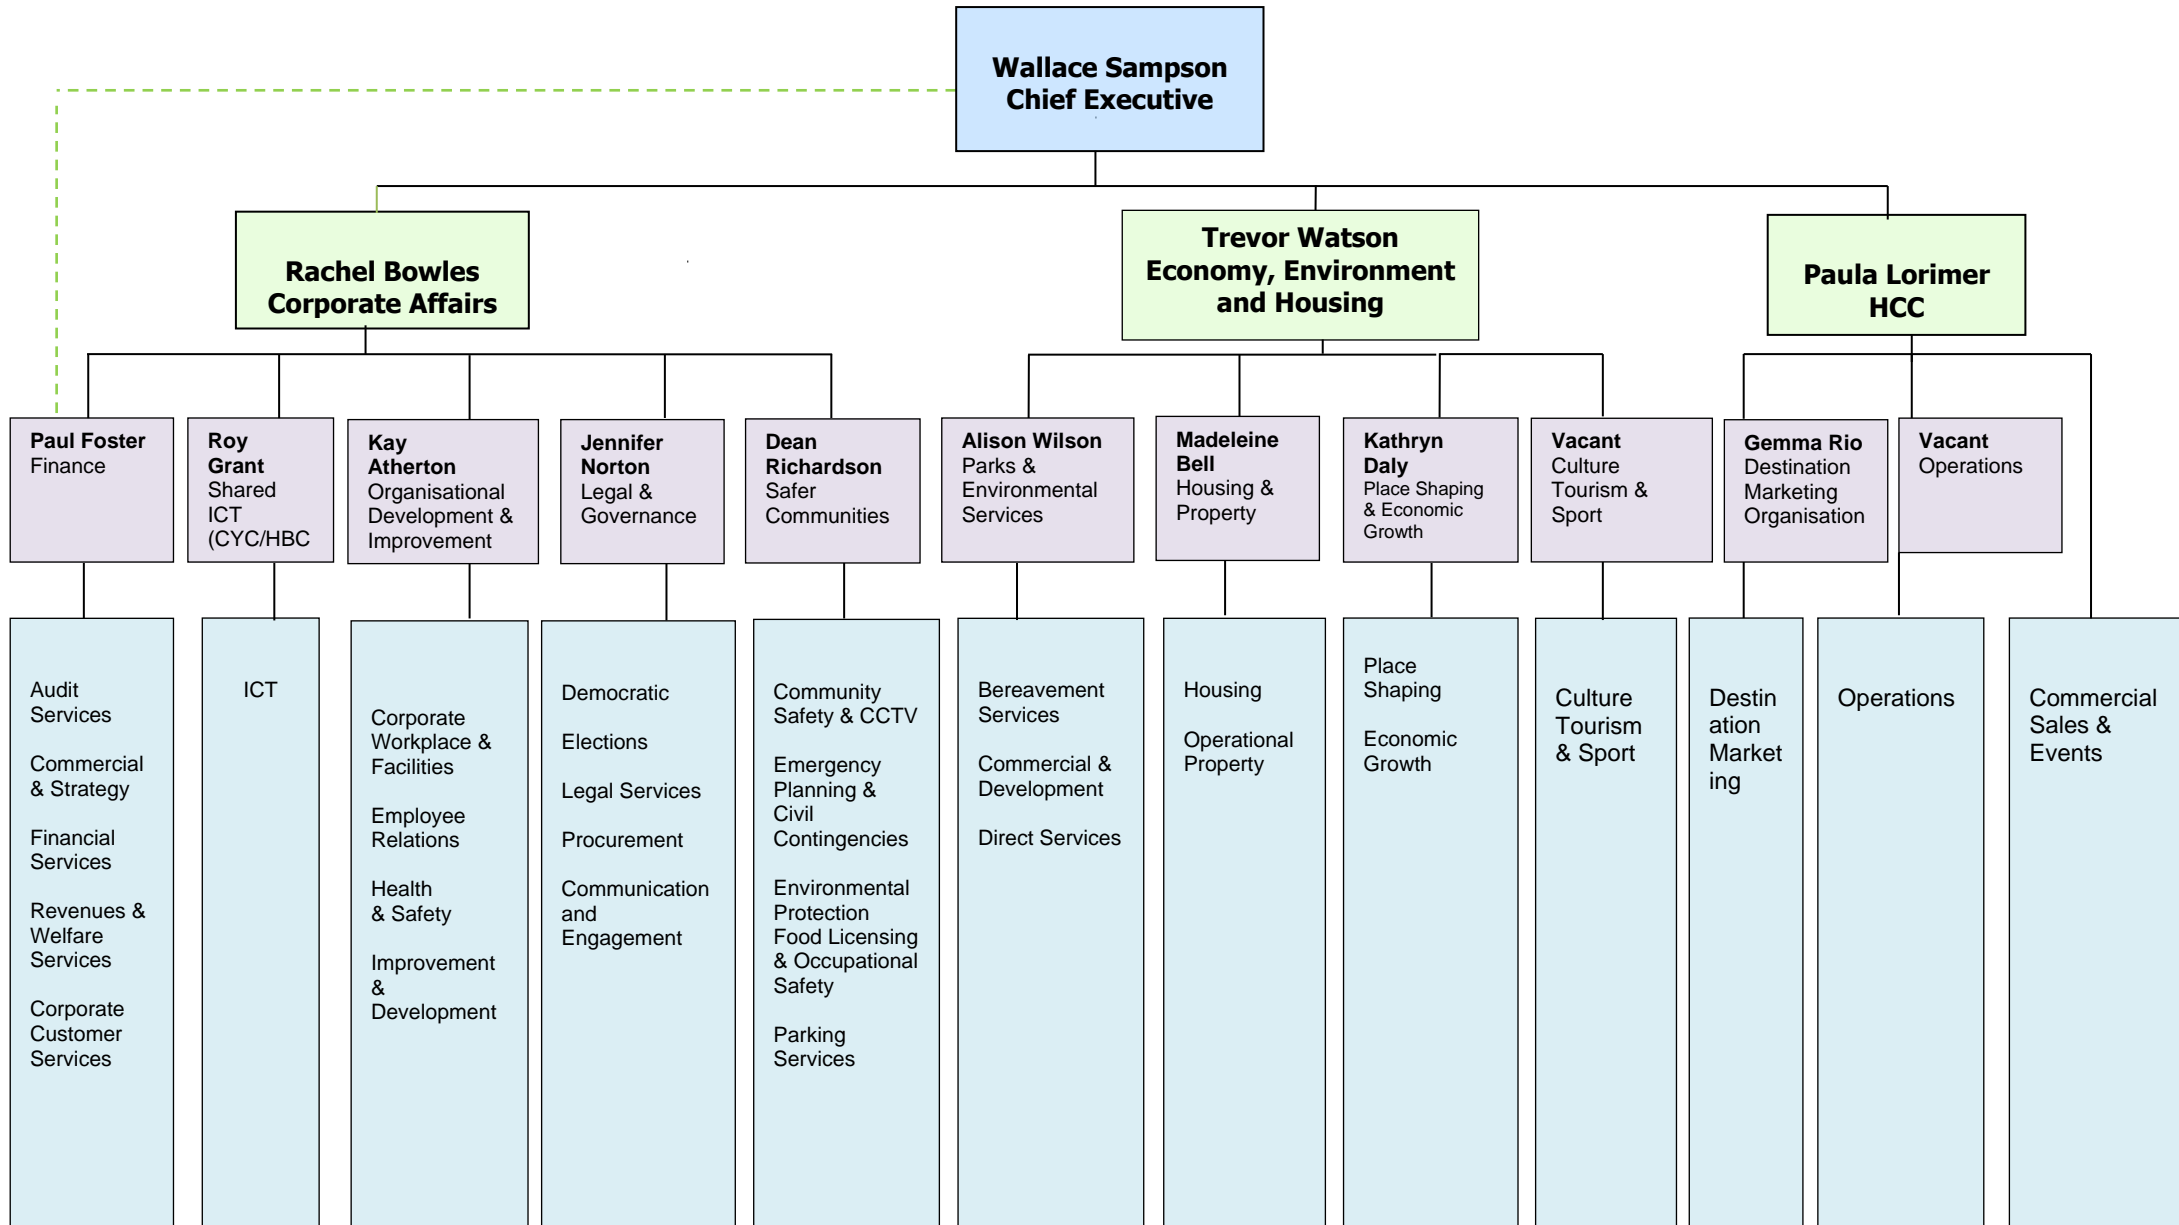 Wallace Sampson
Chief Executive
Rachel Bowles
Corporate Affairs
Trevor Watson
Economy, Environment
and Housing
Paula Lorimer
HCC
Paul Foster
Finance
Roy
Grant
Shared
ICT
(CYC/HBC
Kay
Atherton
Organisational
Development &
Improvement
Jennifer
Norton
Legal &
Governance
Dean
Richardson
Safer
Communities
Alison Wilson
Parks &
Environmental
Services
Madeleine
Bell
Housing &
Property
Kathryn
Daly
Place Shaping
& Economic
Growth
Vacant
Culture
Tourism &
Sport
Gemma Rio
Destination
Marketing
Organisation
Vacant
Operations
Audit
Services
Commercial
& Strategy
Financial
Services
Revenues &
Welfare
Services
Corporate
Customer
Services
ICT
Corporate
Workplace &
Facilities
Employee
Relations
Health
& Safety
Improvement
&
Development
Democratic
Elections
Legal Services
Procurement
Communication
and
Engagement
Community
Safety & CCTV
Emergency
Planning &
Civil
Contingencies
Environmental
Protection
Food Licensing
& Occupational
Safety
Parking
Services
Bereavement
Services
Commercial &
Development
Direct Services
Housing
Operational
Property
Place
Shaping
Economic
Growth
Culture
Tourism
& Sport
Destin
ation
Market
ing
Operations
Commercial
Sales &
Events